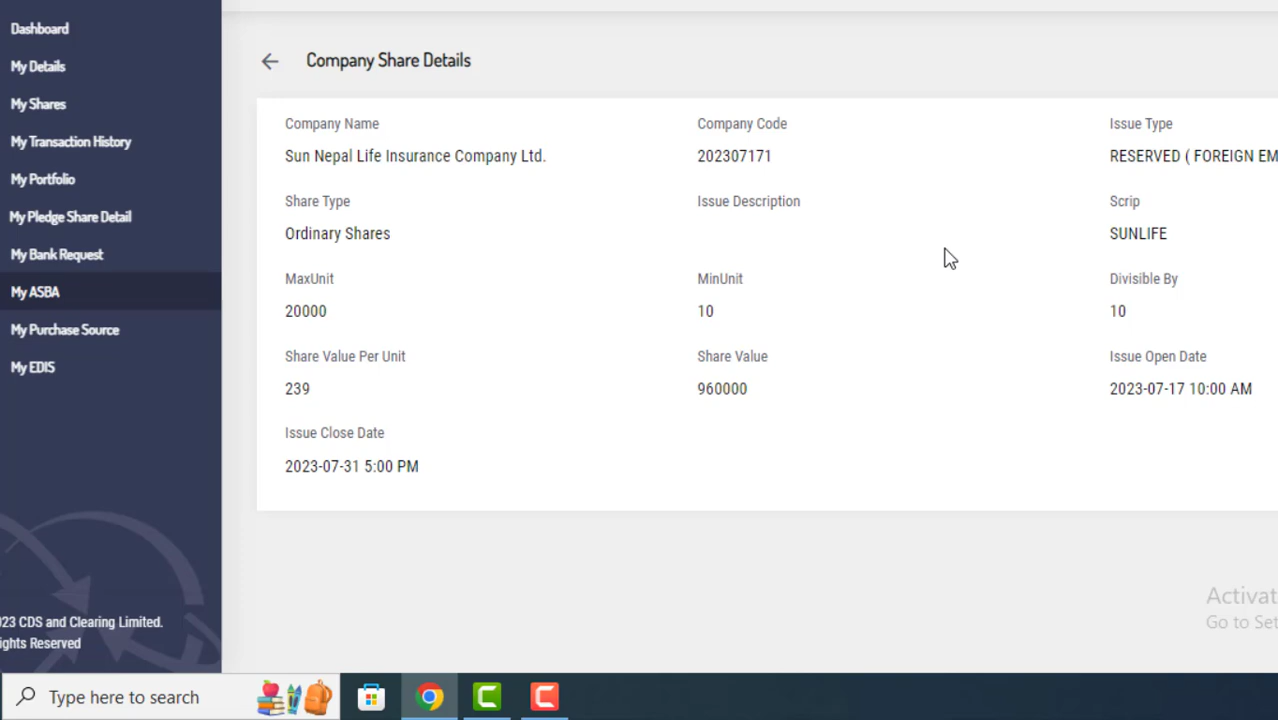 Dashboard
My Details
My Shares
My Transaction History
My Portfolio
My Pledge Share Detail
My Bank Request
My ASBA
My Purchase Source
My EDIS
23 CDS and Clearing Limited.
ights Reserved
Company Share Details
Company Name
Sun Nepal Life Insurance Company Ltd.
Company Code
202307171
Issue Type
RESERVED ( FOREIGN EM
Share Type
Ordinary Shares
Issue Description
Scrip
SUNLIFE
MaxUnit
20000
MinUnit
10
Divisible By
10
Share Value Per Unit
239
Share Value
960000
Issue Open Date
2023-07-17 10:00 AM
Issue Close Date
2023-07-31 5:00 PM
Activat
Go to Set
Type here to search